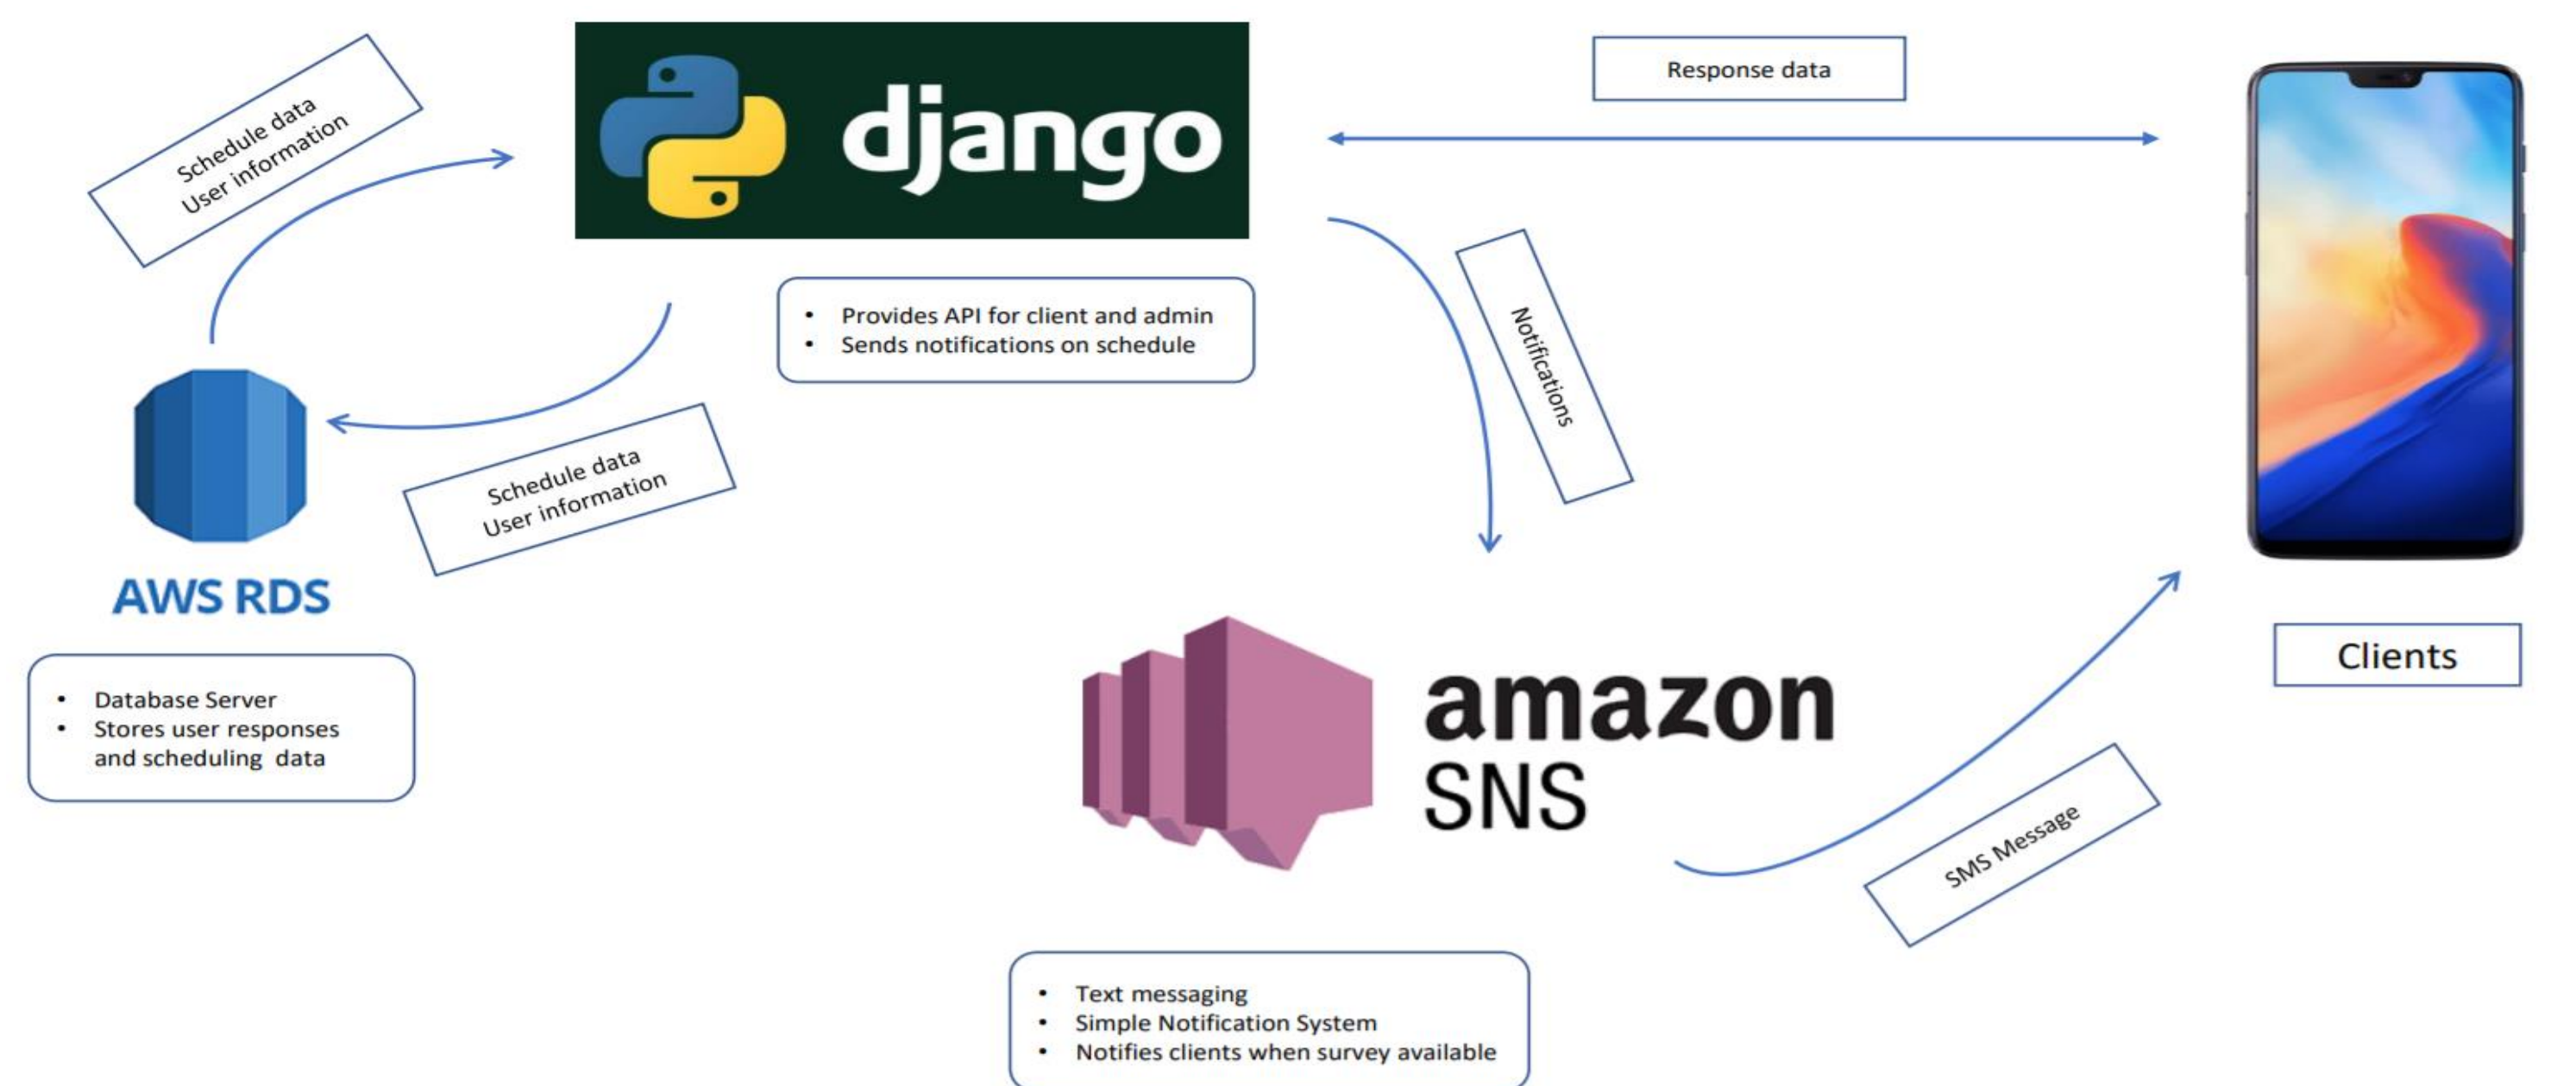 Schedule data
User information
django
Response data
• Provides API for client and admin
• Sends notifications on schedule
Notifications
Schedule data
User information
AWS RDS
• Database Server
• Stores user responses
and scheduling data
amazon
SNS
Clients
SMS Message
• Text messaging
• Simple Notification System
• Notifies clients when survey available